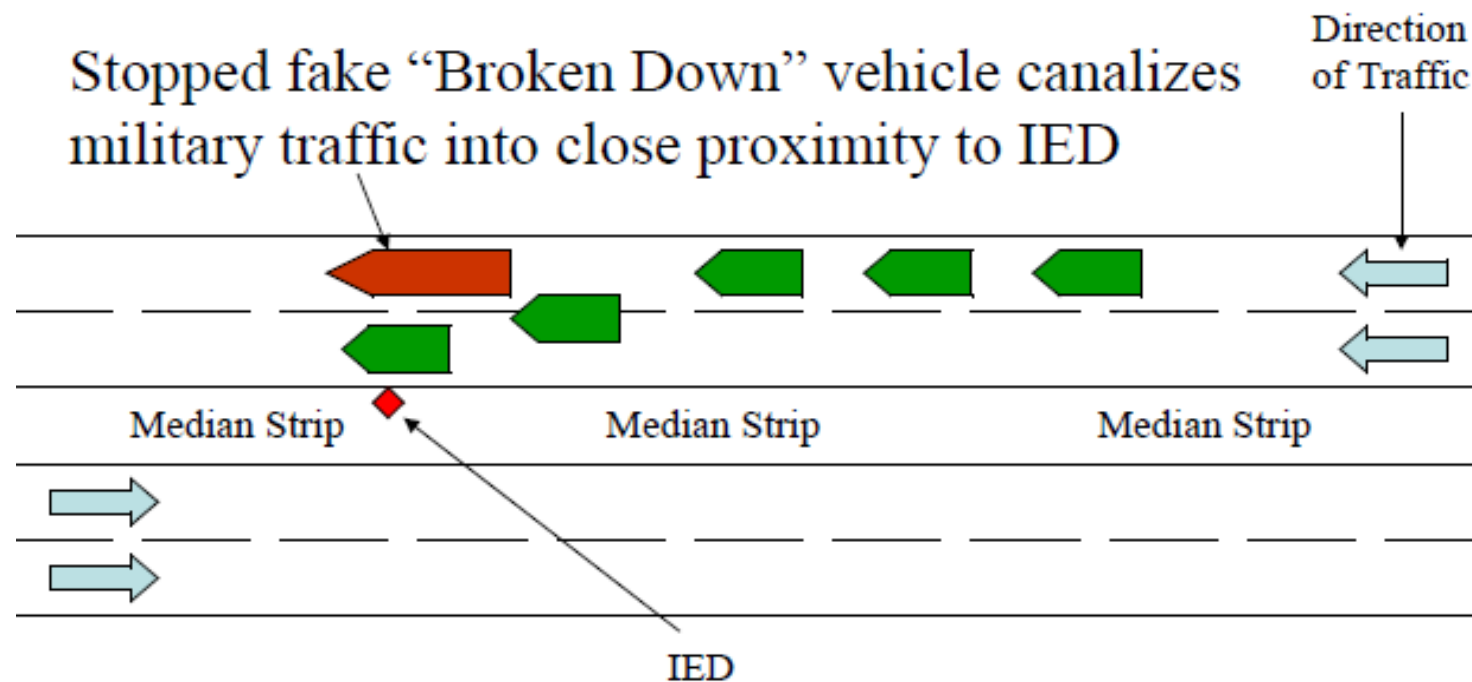 Direction
of Traffic
Stopped fake “Broken Down” vehicle canalizes
military traffic into close proximity to IED
Median Strip Median Strip Median Strip
IED